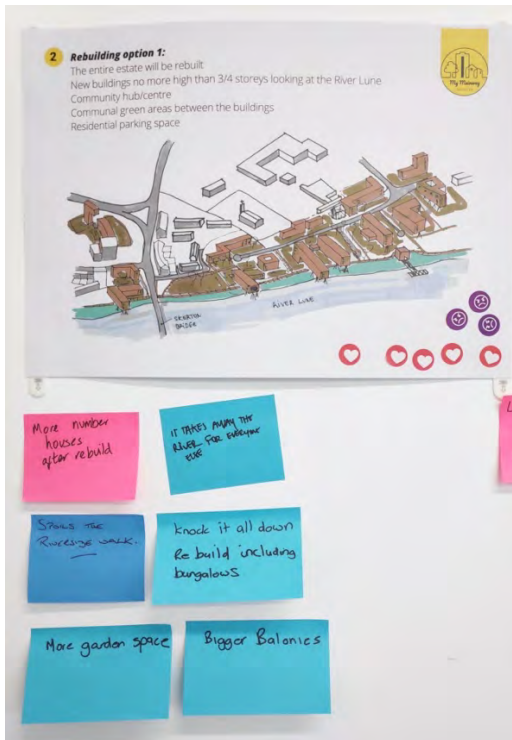 2 Rebuilding option 1:
The entire estate will be rebuilt
New buildings no more high than 3/4 storeys looking at the River Lune
Community hub/centre
Communal green areas between the buildings
Residential parking space
My Mainway
SKERTON
BRIDGE
RIVER LUNE
More number
houses
after rebuild
IT TAKES AWAY THE
RIVER FOR EVERYONE
ELSE
SPOILS THE
RIVERSIDE WALK.
Knock it all down
Re build including
bungalows
More garden space
Bigger Balonies
L